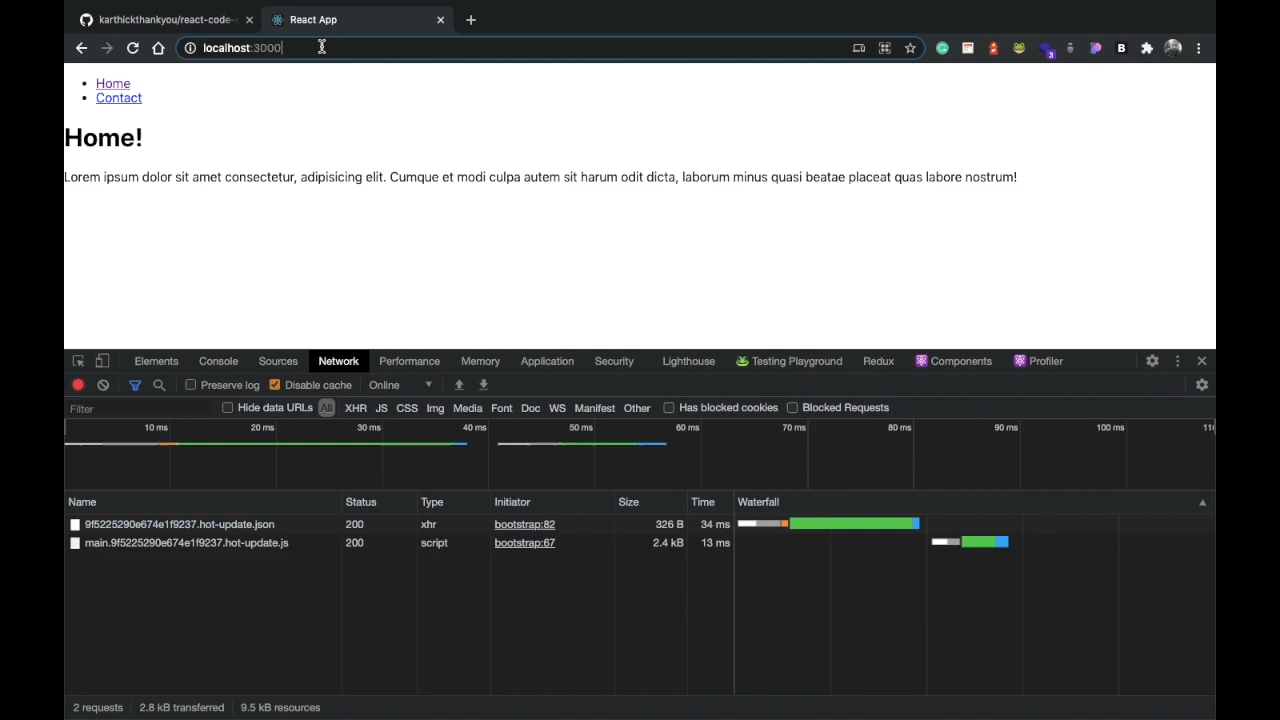 karthickthankyou/react-code-s
React App
localhost:3000
3
B
Home
Contact
Home!
Lorem ipsum dolor sit amet consectetur, adipisicing elit. Cumque et modi culpa autem sit harum odit dicta, laborum minus quasi beatae placeat quas labore nostrum!
Elements Console Sources Network Performance Memory Application Security Lighthouse Testing Playground Redux Components Profiler
Preserve log Disable cache Online
Filter Hide data URLs All XHR JS CSS Img Media Font Doc WS Manifest Other Has blocked cookies Blocked Requests
10 ms 20 ms 30 ms 40 ms 50 ms 60 ms 70 ms 80 ms 90 ms 100 ms 11
Name Status Type Initiator Size Time Waterfall
9f5225290e674e1f9237.hot-update.json 200 xhr bootstrap:82 326 B 34 ms
main.9f5225290e674e1f9237.hot-update.js 200 script bootstrap:67 2.4 kB 13 ms
2 requests 2.8 kB transferred 9.5 kB resources